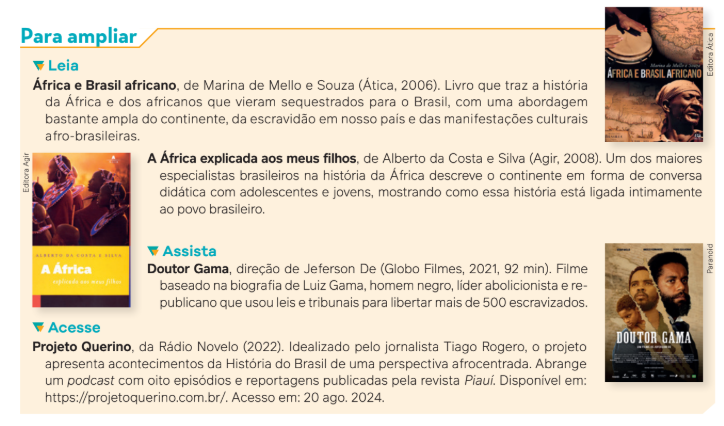 Para ampliar
Leia
África e Brasil africano, de Marina de Mello e Souza (Ática, 2006). Livro que traz a história
da África e dos africanos que vieram sequestrados para o Brasil, com uma abordagem
bastante ampla do continente, da escravidão em nosso país e das manifestações culturais
afro-brasileiras.
Marina de Mello e Souza
ÁFRICA E BRASIL AFRICANO
Editora Ática
Editora Agir
ALBERTO DA COSTA E SILVA
A África
explicada aos meus filhos
A África explicada aos meus filhos, de Alberto da Costa e Silva (Agir, 2008). Um dos maiores
especialistas brasileiros na história da África descreve o continente em forma de conversa
didática com adolescentes e jovens, mostrando como essa história está ligada intimamente
ao povo brasileiro.
Assista
Doutor Gama, direção de Jeferson De (Globo Filmes, 2021, 92 min). Filme
baseado na biografia de Luiz Gama, homem negro, líder abolicionista e re-
publicano que usou leis e tribunais para libertar mais de 500 escravizados.
DOUTOR GAMA
Paranoid
Acesse
Projeto Querino, da Rádio Novelo (2022). Idealizado pelo jornalista Tiago Rogero, o projeto
apresenta acontecimentos da História do Brasil de uma perspectiva afrocentrada. Abrange
um podcast com oito episódios e reportagens publicadas pela revista Piauí. Disponível em:
https://projetoquerino.com.br/. Acesso em: 20 ago. 2024.